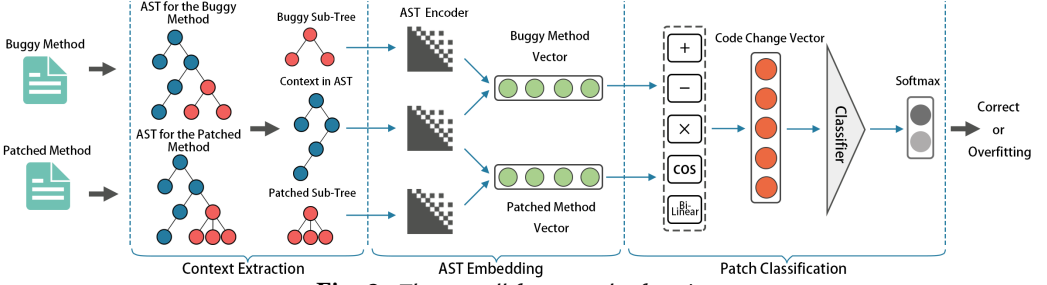 Buggy Method
Patched Method
AST for the Buggy
Method
AST for the Patched
Method
Buggy Sub-Tree
Context in AST
Patched Sub-Tree
Context Extraction
AST Encoder
Buggy Method
Vector
Patched Method
Vector
AST Embedding
+
−
×
cos
Bi-
Linear
Code Change Vector
Classifier
Softmax
Patch Classification
Correct
or
Overfitting